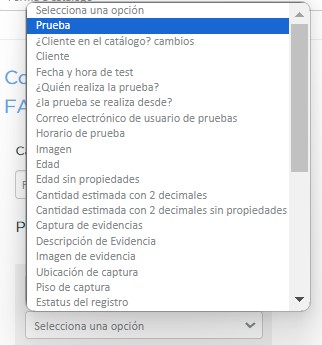 Selecciona una opción
Prueba
¿Cliente en el catálogo? cambios
Cliente
Fecha y hora de test
¿Quién realiza la prueba?
¿la prueba se realiza desde?
Correo electrónico de usuario de pruebas
Horario de prueba
Imagen
Edad
Edad sin propiedades
Cantidad estimada con 2 decimales
Cantidad estimada con 2 decimales sin propiedades
Captura de evidencias
Descripción de Evidencia
Imagen de evidencia
Ubicación de captura
Piso de captura
Estatus del registro
Selecciona una opción